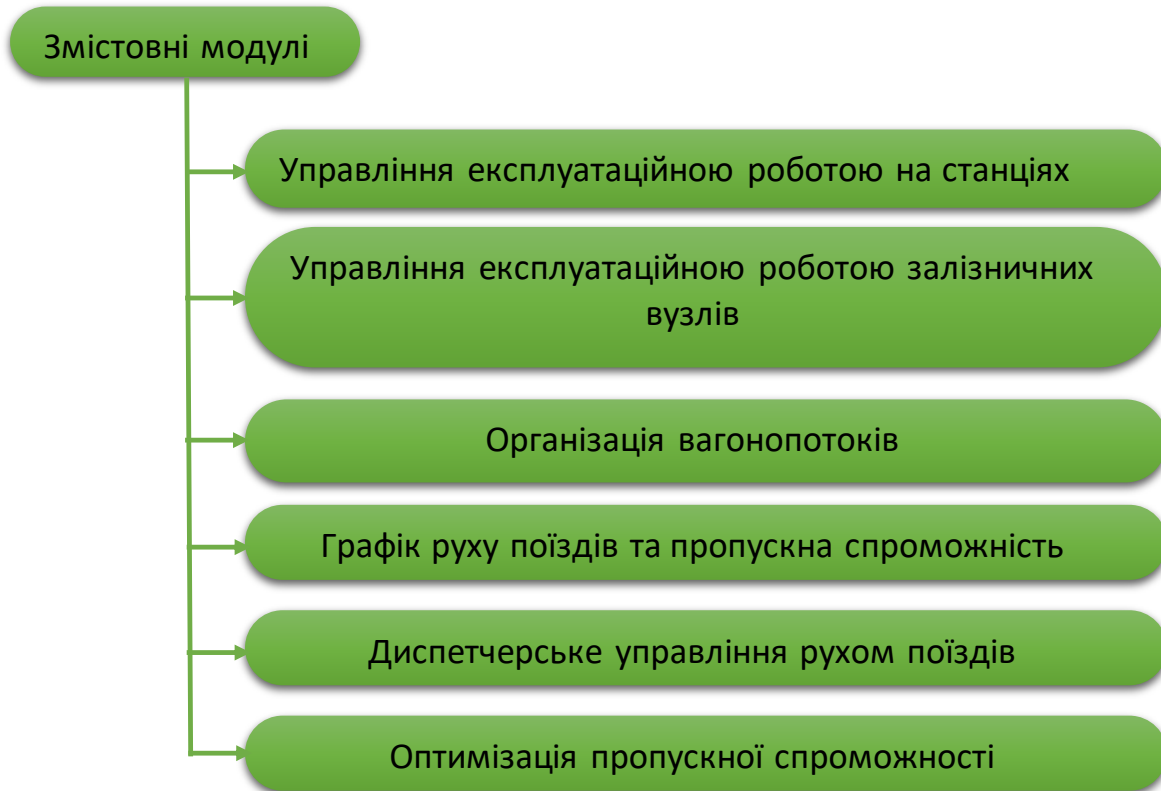 Змістовні модулі
Управління експлуатаційною роботою на станціях
Управління експлуатаційною роботою залізничних
вузлів
Організація вагонопотоків
Графік руху поїздів та пропускна спроможність
Диспетчерське управління рухом поїздів
Оптимізація пропускної спроможності